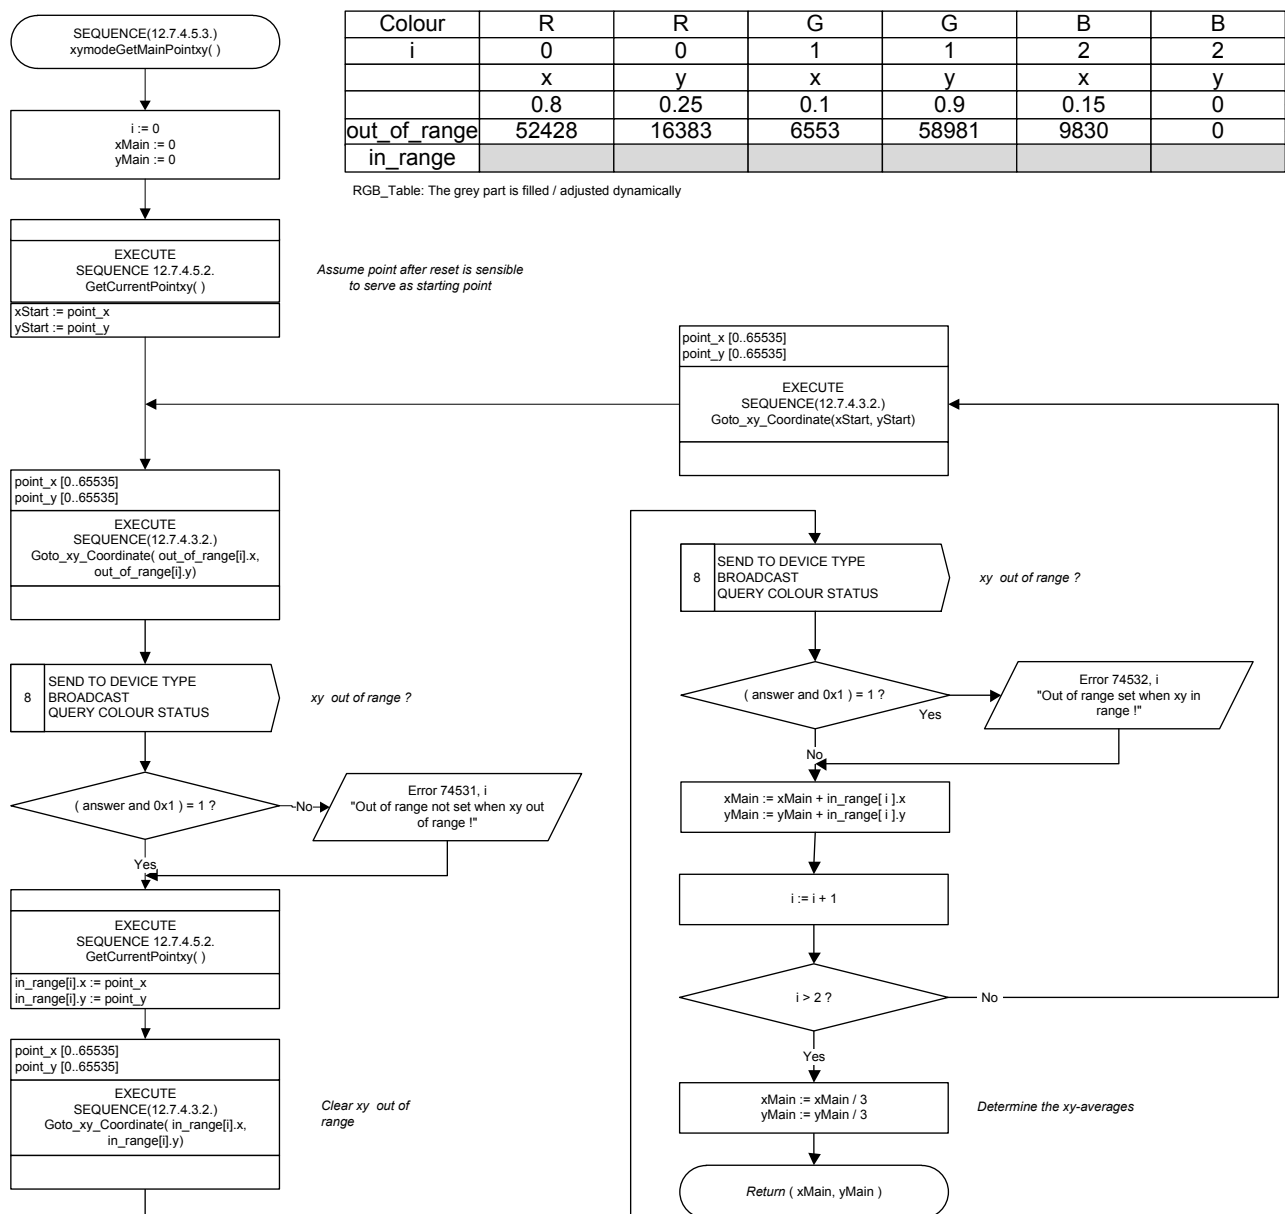 SEQUENCE(12.7.4.5.3.)
xymodeGetMainPointxy( )
Colour R R G G B B
i 0 0 1 1 2 2
x y x y x y
0.8 0.25 0.1 0.9 0.15 0
out_of_range 52428 16383 6553 58981 9830 0
in_range
RGB_Table: The grey part is filled / adjusted dynamically
i := 0
xMain := 0
yMain := 0
EXECUTE
SEQUENCE 12.7.4.5.2.
GetCurrentPointxy( )
xStart := point_x
yStart := point_y
Assume point after reset is sensible
to serve as starting point
point_x [0..65535]
point_y [0..65535]
EXECUTE
SEQUENCE(12.7.4.3.2.)
Goto_xy_Coordinate( out_of_range[i].x,
out_of_range[i].y)
8
SEND TO DEVICE TYPE
BROADCAST
QUERY COLOUR STATUS
xy out of range ?
( answer and 0x1 ) = 1 ?
No
Error 74531, i
"Out of range not set when xy out
of range !"
Yes
EXECUTE
SEQUENCE 12.7.4.5.2.
GetCurrentPointxy( )
in_range[i].x := point_x
in_range[i].y := point_y
point_x [0..65535]
point_y [0..65535]
EXECUTE
SEQUENCE(12.7.4.3.2.)
Goto_xy_Coordinate( in_range[i].x,
in_range[i].y)
Clear xy out of
range
point_x [0..65535]
point_y [0..65535]
EXECUTE
SEQUENCE(12.7.4.3.2.)
Goto_xy_Coordinate(xStart, yStart)
8
SEND TO DEVICE TYPE
BROADCAST
QUERY COLOUR STATUS
xy out of range ?
( answer and 0x1 ) = 1 ?
Yes
Error 74532, i
"Out of range set when xy in
range !"
No
xMain := xMain + in_range[ i ].x
yMain := yMain + in_range[ i ].y
i := i + 1
i > 2 ?
No
Yes
xMain := xMain / 3
yMain := yMain / 3
Determine the xy-averages
Return ( xMain, yMain )